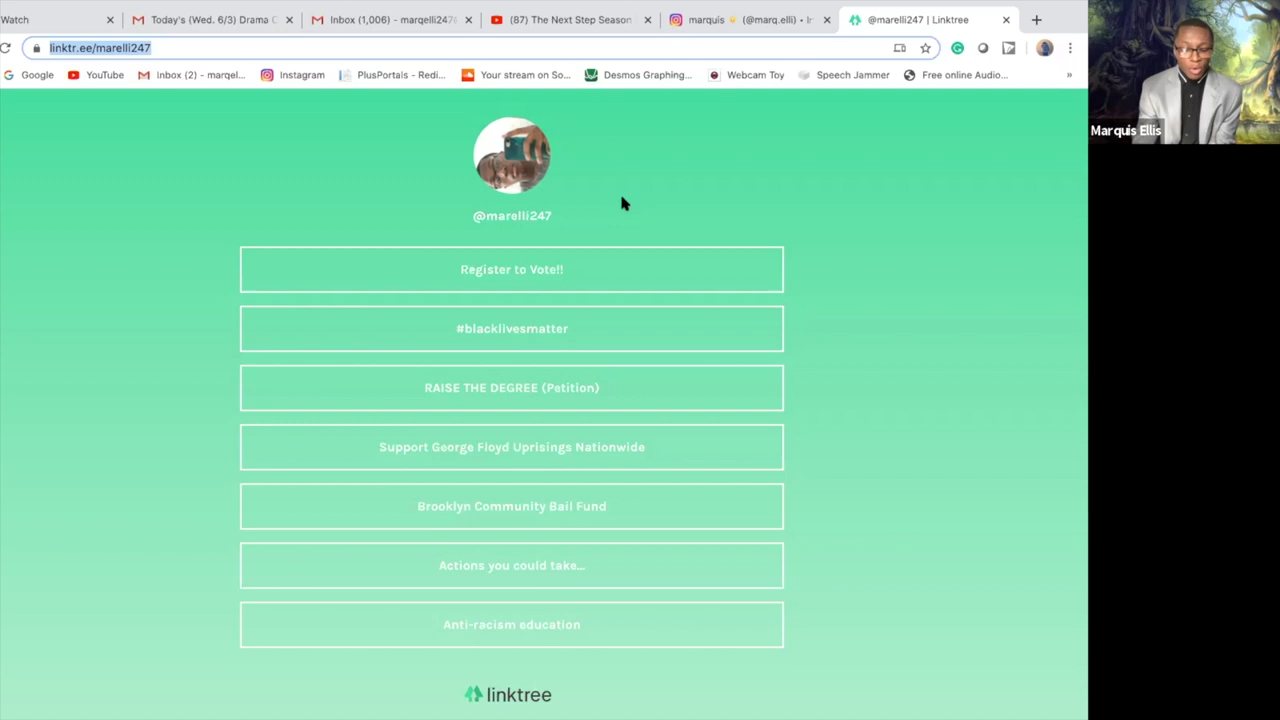 Watch
Today's (Wed. 6/3) Drama C
Inbox (1,006) - marqelli2476
(87) The Next Step Season
marquis (@marq.elli) • In
@marelli247 | Linktree
linktr.ee/marelli247
Google
YouTube
Inbox (2) - marqel...
Instagram
PlusPortals - Redi...
Your stream on So...
Desmos Graphing...
Webcam Toy
Speech Jammer
Free online Audio...
»
Marquis Ellis
@marelli247
Register to Vote!!
#blacklivesmatter
RAISE THE DEGREE (Petition)
Support George Floyd Uprisings Nationwide
Brooklyn Community Bail Fund
Actions you could take...
Anti-racism education
linktree